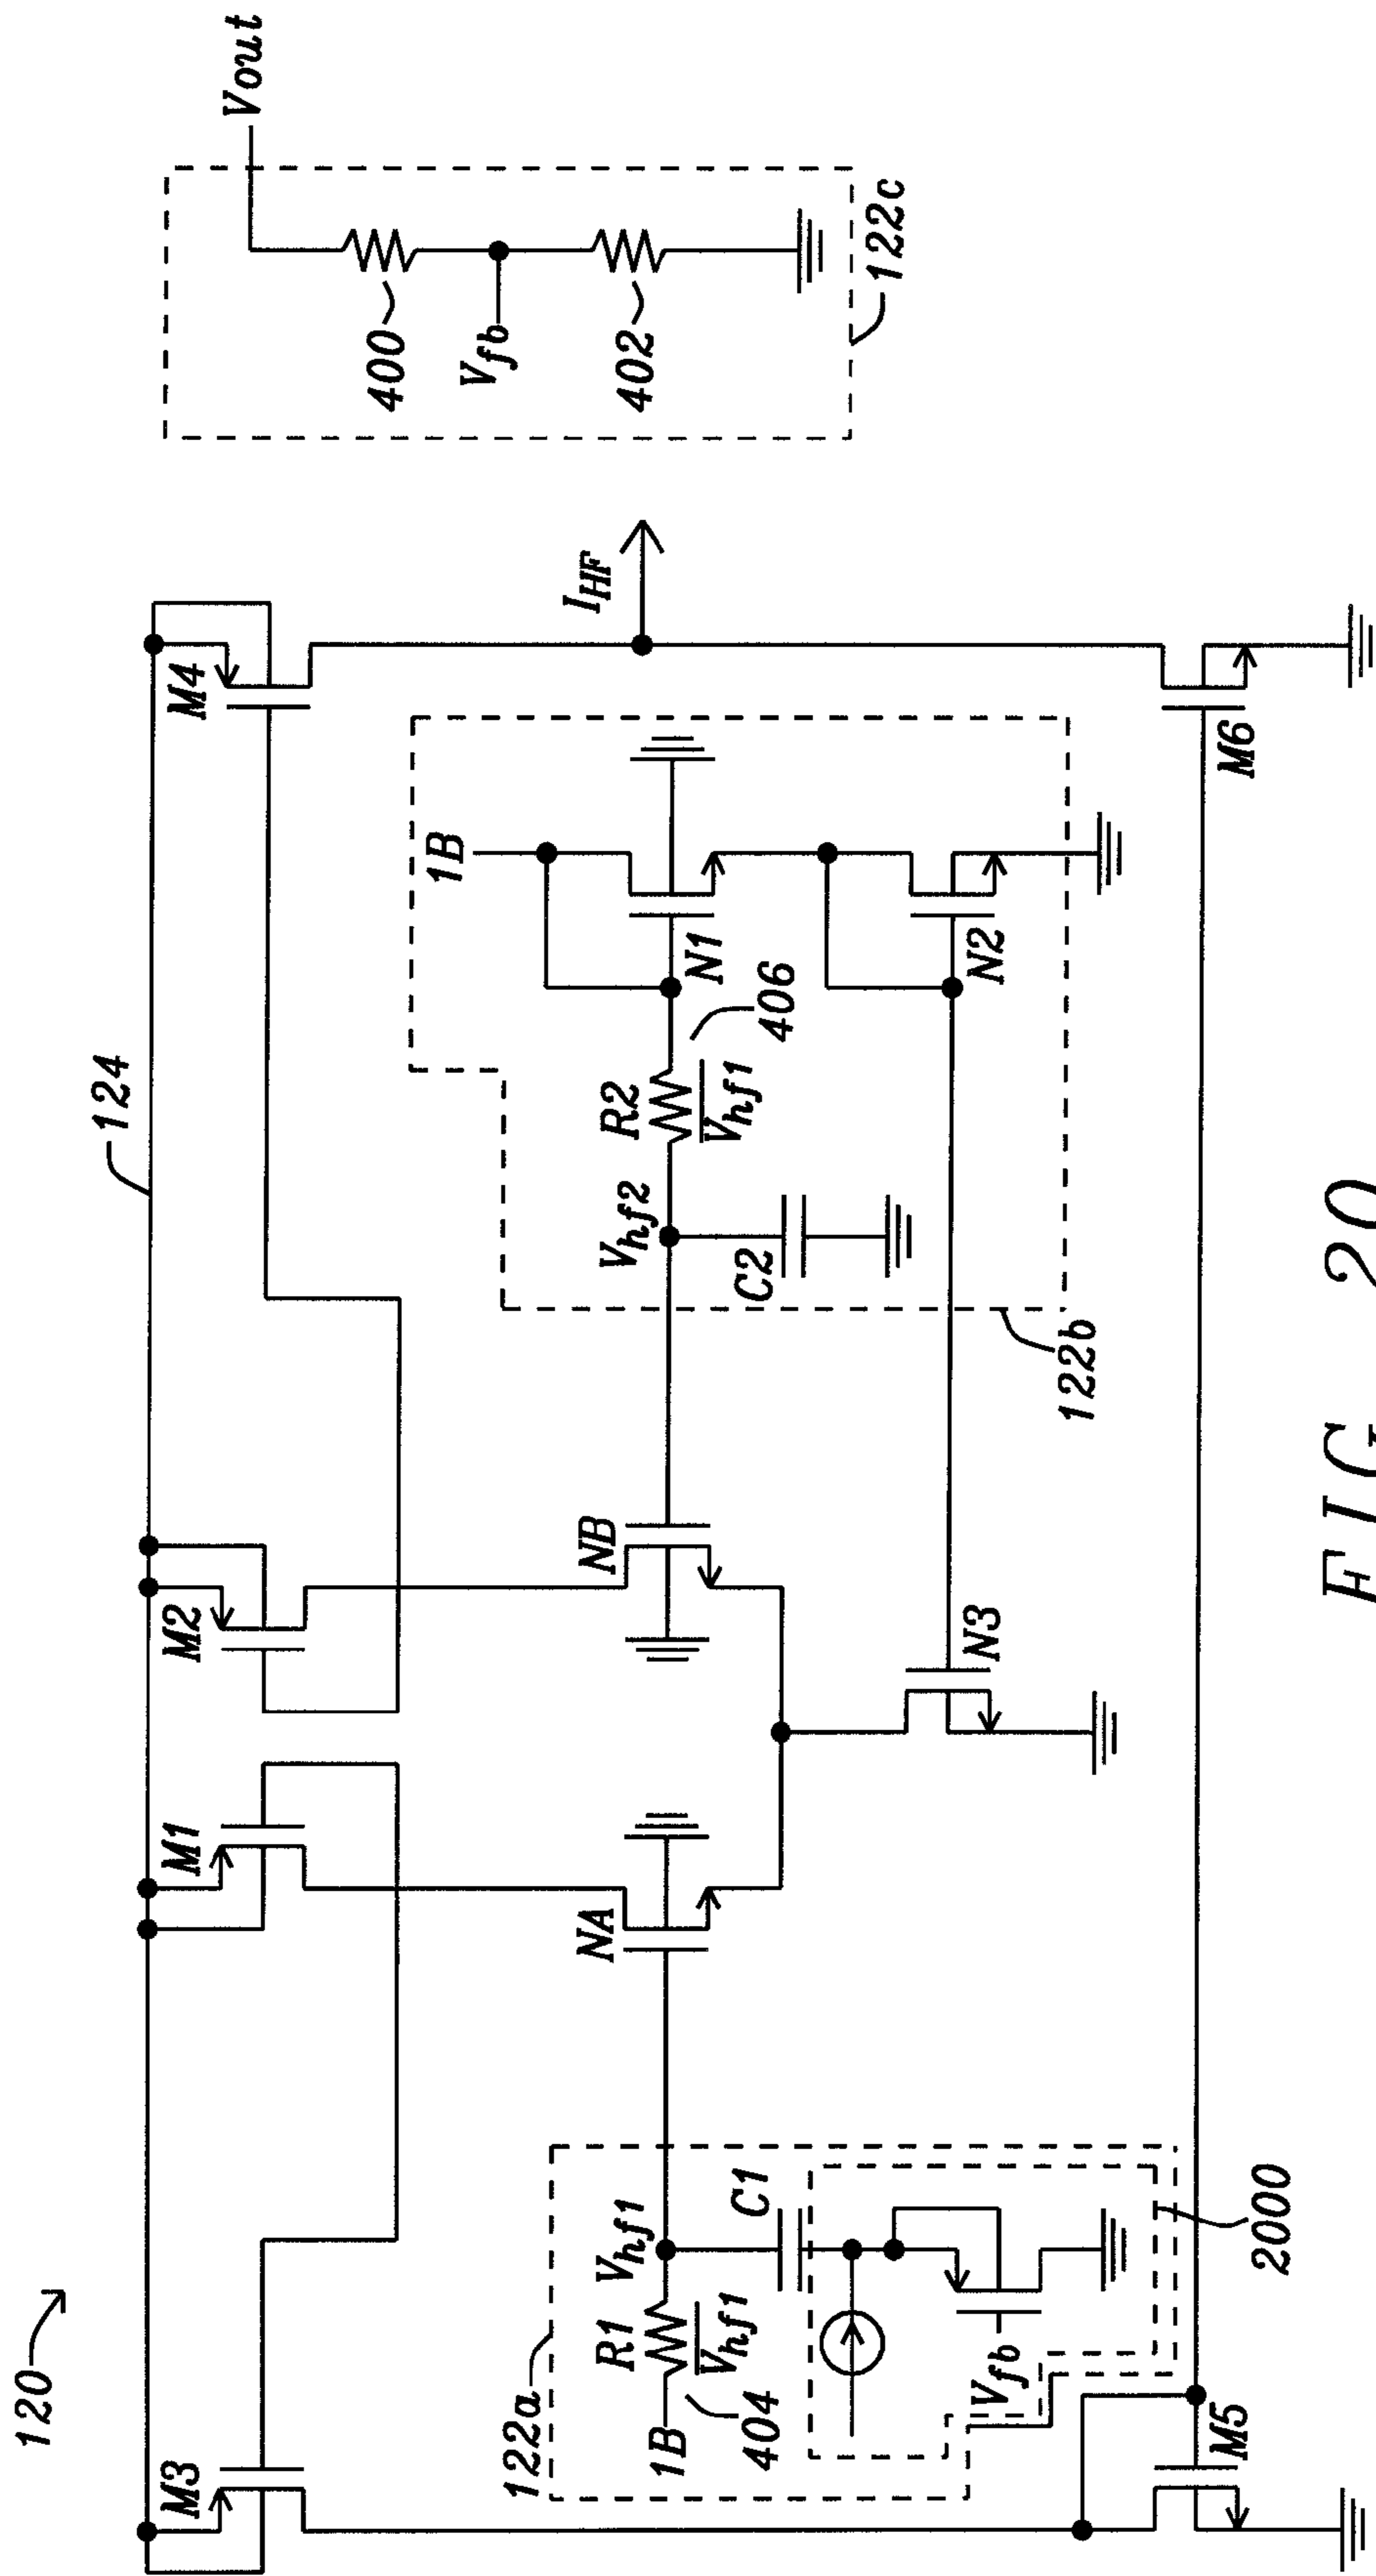 120
124
M3
M1
M2
M4
Vout
400
Vfb
402
122c
IHF
122a
R1
Vhf1
Vhf1
1B
404
C1
Vfb
2000
NA
NB
N3
Vhf2
R2
Vhf1
406
C2
1B
N1
N2
122b
M5
M6
FIG. 20